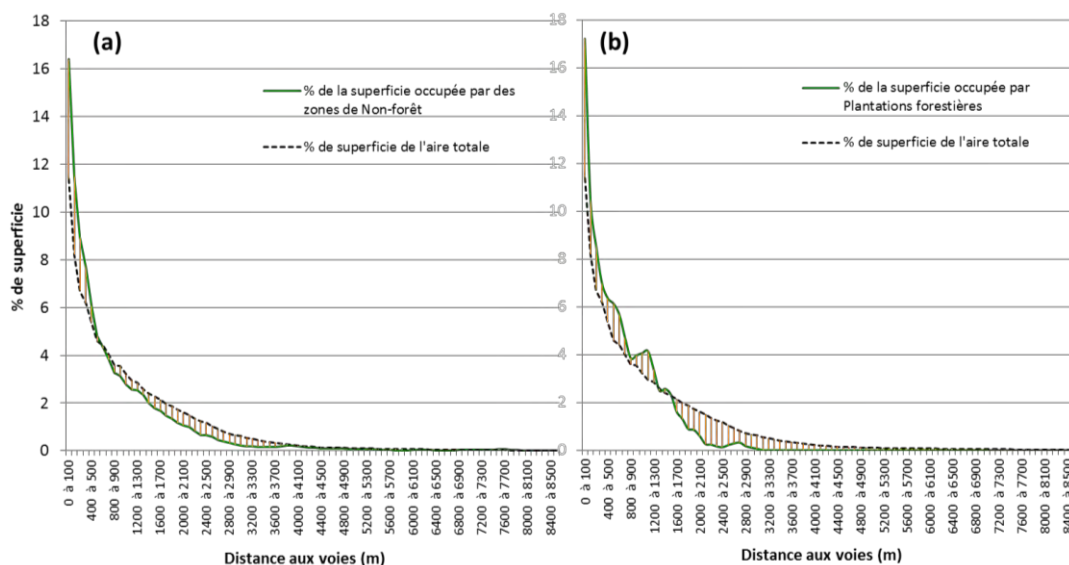 (a)
18
16
14
12
10
8
6
4
2
0
% de superficie
% de la superficie occupée par des
zones de Non-forêt
% de superficie de l'aire totale
0 à 100
400 à 500
800 à 900
1200 à 1300
1600 à 1700
2000 à 2100
2400 à 2500
2800 à 2900
3200 à 3300
3600 à 3700
4000 à 4100
4400 à 4500
4800 à 4900
5200 à 5300
5600 à 5700
6000 à 6100
6400 à 6500
6800 à 6900
7200 à 7300
7600 à 7700
8000 à 8100
8400 à 8500
Distance aux voies (m)
(b)
18
16
14
12
10
8
6
4
2
0
% de la superficie occupée par
Plantations forestières
% de superficie de l'aire totale
0 à 100
400 à 500
800 à 900
1200 à 1300
1600 à 1700
2000 à 2100
2400 à 2500
2800 à 2900
3200 à 3300
3600 à 3700
4000 à 4100
4400 à 4500
4800 à 4900
5200 à 5300
5600 à 5700
6000 à 6100
6400 à 6500
6800 à 6900
7200 à 7300
7600 à 7700
8000 à 8100
8400 à 8500
Distance aux voies (m)